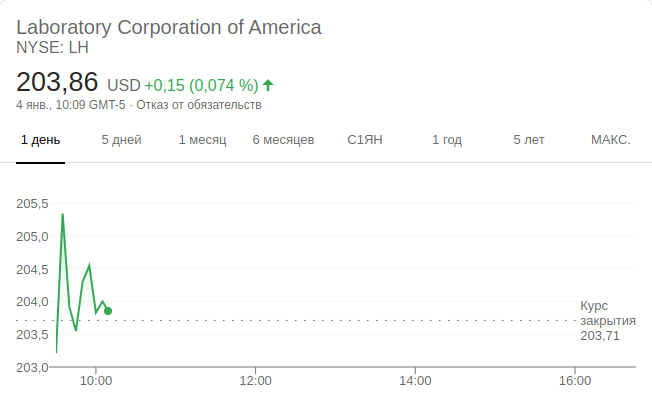 Laboratory Corporation of America
NYSE: LH
203,86 USD +0,15 (0,074 %)
4 янв., 10:09 GMT-5 · Отказ от обязательств
1 день 5 дней 1 месяц 6 месяцев С1ЯН 1 год 5 лет МАКС.
205,5
205,0
204,5
204,0
203,5
203,0
Курс
закрытия
203,71
10:00 12:00 14:00 16:00